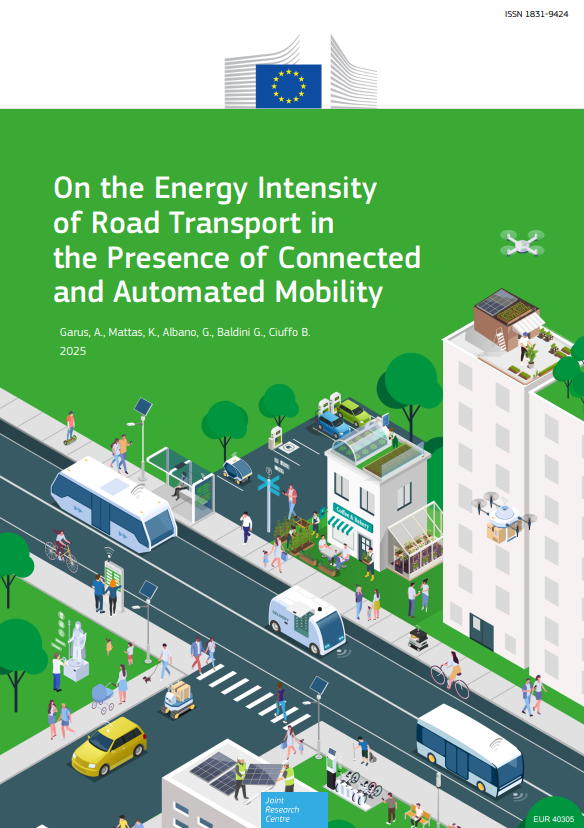 ISSN 1831-9424
On the Energy Intensity
of Road Transport in
the Presence of Connected
and Automated Mobility
Garus, A., Mattas, K., Albano, G., Baldini G., Ciuffo B.
2025
Coffee & Bakery
Joint
Research
Centre
EUR 40305